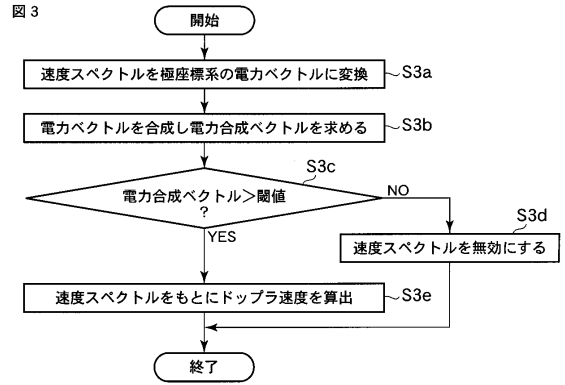 図3
開始
速度スペクトルを極座標系の電力ベクトルに変換
S3a
電力ベクトルを合成し電力合成ベクトルを求める
S3b
S3c
電力合成ベクトル＞閾値
?
NO
YES
S3d
速度スペクトルを無効にする
速度スペクトルをもとにドップラ速度を算出
S3e
終了